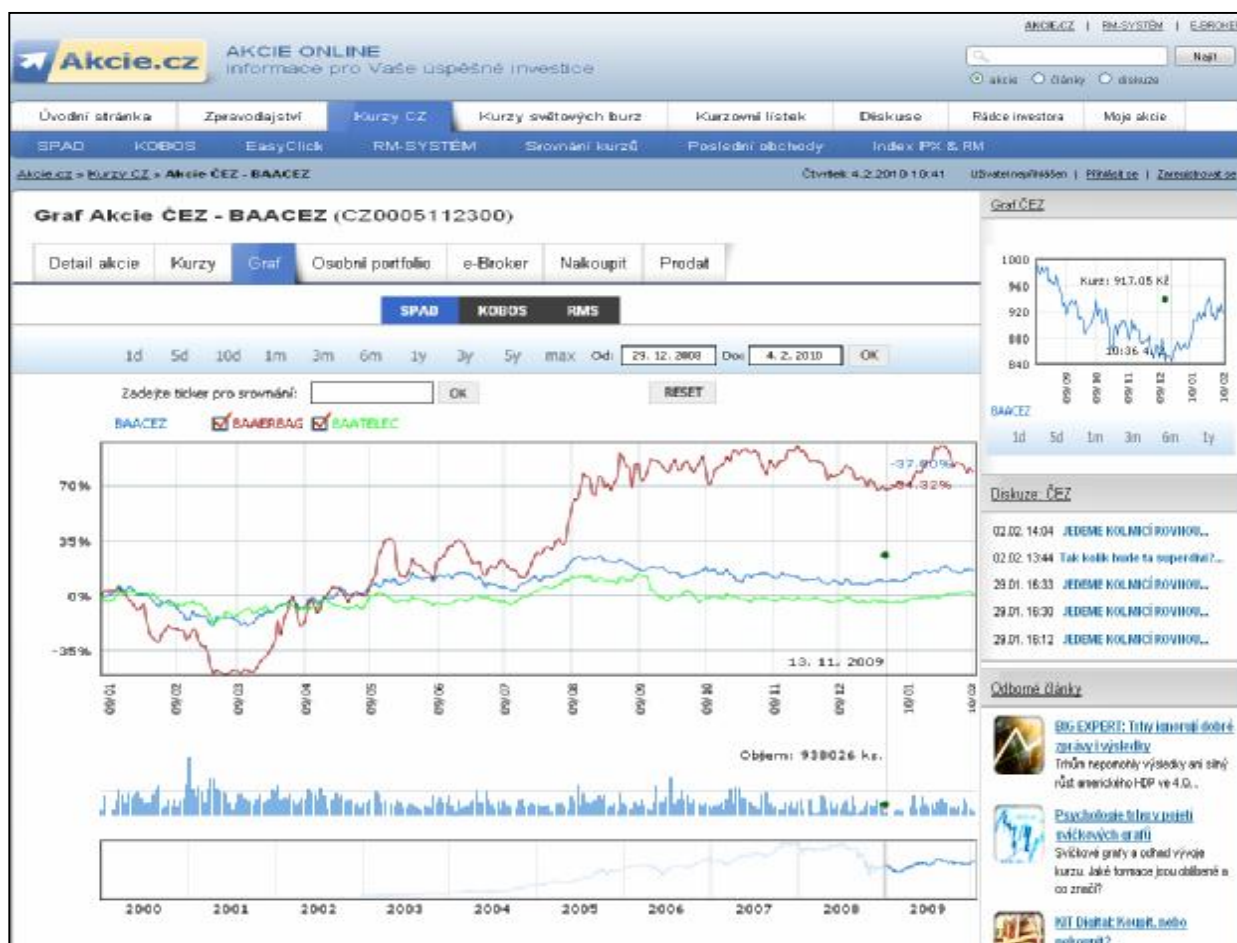 AKCIE.CZ | RM-SYSTÉM | E-BROKER
Akcie.cz
AKCIE ONLINE
informace pro Vaše úspěšné investice
Najít
akcie články diskuze
Úvodní stránka Zpravodajství Kurzy CZ Kurzy světových burz Kurzovní lístek Diskuse Rádce investora Moje akcie
SPAD KOBOS EasyClick RM-SYSTÉM Srovnání kurzů Poslední obchody Index PX & RM
Akcie.cz » Kurzy CZ » Akcie ČEZ - BAACEZ
Čtvrtek 4.2.2010 10:41 Uživatel nepřihlášen | Přihlásit se | Zaregistrovat se
Graf Akcie ČEZ - BAACEZ (CZ0005112300)
Detail akcie Kurzy Graf Osobní portfolio e-Broker Nakoupit Prodat
SPAD KOBOS RMS
1d 5d 10d 1m 3m 6m 1y 3y 5y max Od: 29. 12. 2008 Do: 4. 2. 2010 OK
Zadejte ticker pro srovnání: OK RESET
BAACEZ BAAERBAG BAATELEC
70%
35%
0%
-35%
13. 11. 2009
09/01 09/02 09/03 09/04 09/05 09/06 09/07 09/08 09/09 09/10 09/11 09/12 10/01
Objem: 938026 ks.
2000 2001 2002 2003 2004 2005 2006 2007 2008 2009
Graf ČEZ
1000
960
920
880
840
Kurz: 917.05 Kč
09/09 09/10 09/11 09/12 10/01 10/02
BAACEZ
1d 5d 1m 3m 6m 1y
Diskuze: ČEZ
02.02. 14:04 JEDEME KOLMICÍ ROVNOU...
02.02. 13:44 Tak kolik bude ta superdivi?...
29.01. 16:33 JEDEME KOLMICÍ ROVNOU...
29.01. 16:30 JEDEME KOLMICÍ ROVNOU...
29.01. 16:12 JEDEME KOLMICÍ ROVNOU...
Odborné články
BIG EXPERT: Trhy ignorují dobré
zprávy i výsledky
Trhům nepomohly výsledky ani silný
růst amerického HDP ve 4.Q...
Psychologie trhu v pojetí
svíčkových grafů
Svíčkové grafy a odhad vývoje
kurzu. Jaké formace jsou oblíbené a
co značí?
KIT Digital: Koupit, nebo
nekoupit?